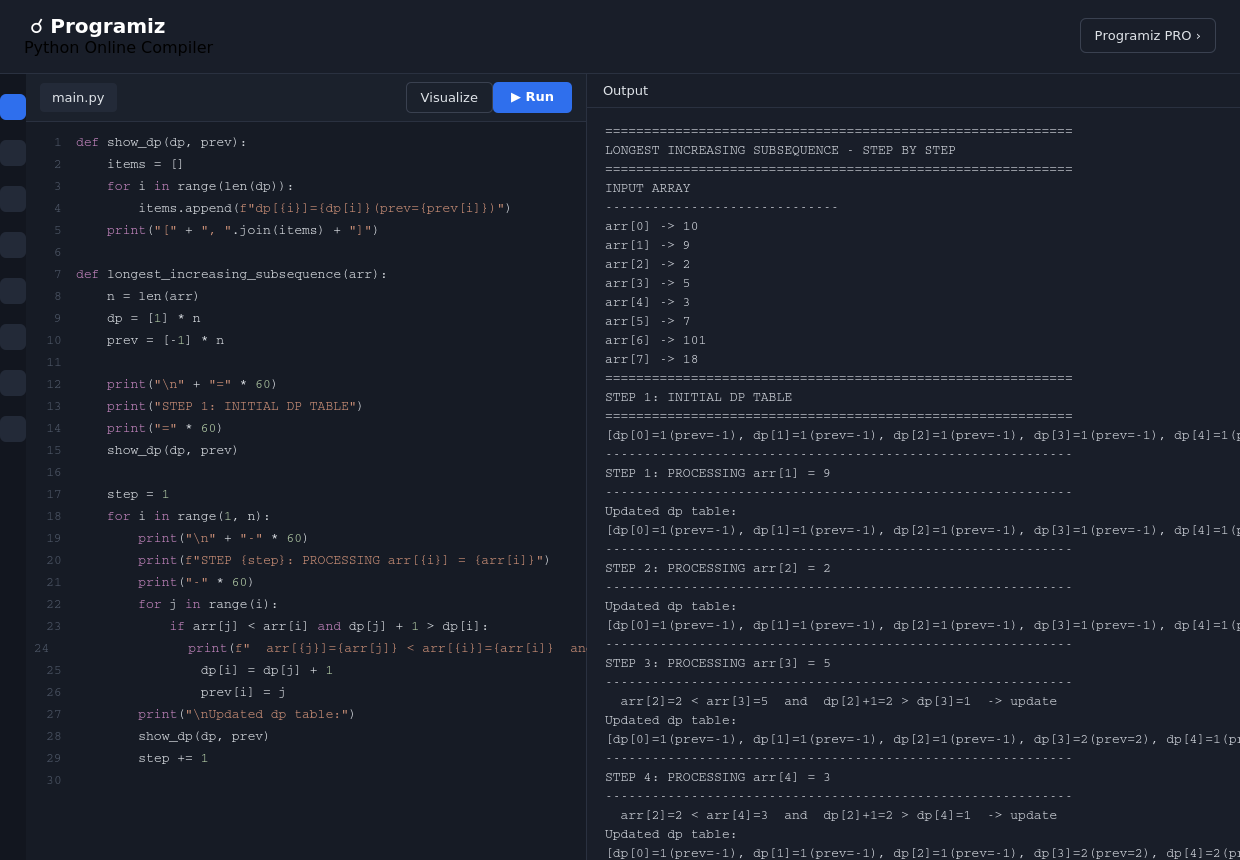 Programiz
Python Online Compiler
Programiz PRO ›
main.py
Visualize
▶ Run
Output
1 def show_dp(dp, prev):
2     items = []
3     for i in range(len(dp)):
4         items.append(f"dp[{i}]={dp[i]}(prev={prev[i]})")
5     print("[" + ", ".join(items) + "]")
6
7 def longest_increasing_subsequence(arr):
8     n = len(arr)
9     dp = [1] * n
10     prev = [-1] * n
11
12     print("\n" + "=" * 60)
13     print("STEP 1: INITIAL DP TABLE")
14     print("=" * 60)
15     show_dp(dp, prev)
16
17     step = 1
18     for i in range(1, n):
19         print("\n" + "-" * 60)
20         print(f"STEP {step}: PROCESSING arr[{i}] = {arr[i]}")
21         print("-" * 60)
22         for j in range(i):
23             if arr[j] < arr[i] and dp[j] + 1 > dp[i]:
24                 print(f"  arr[{j}]={arr[j]} < arr[{i}]={arr[i]}  an
25                 dp[i] = dp[j] + 1
26                 prev[i] = j
27         print("\nUpdated dp table:")
28         show_dp(dp, prev)
29         step += 1
30
============================================================
LONGEST INCREASING SUBSEQUENCE - STEP BY STEP
============================================================
INPUT ARRAY
------------------------------
arr[0] -> 10
arr[1] -> 9
arr[2] -> 2
arr[3] -> 5
arr[4] -> 3
arr[5] -> 7
arr[6] -> 101
arr[7] -> 18
============================================================
STEP 1: INITIAL DP TABLE
============================================================
[dp[0]=1(prev=-1), dp[1]=1(prev=-1), dp[2]=1(prev=-1), dp[3]=1(prev=-1), dp[4]=1(p
------------------------------------------------------------
STEP 1: PROCESSING arr[1] = 9
------------------------------------------------------------
Updated dp table:
[dp[0]=1(prev=-1), dp[1]=1(prev=-1), dp[2]=1(prev=-1), dp[3]=1(prev=-1), dp[4]=1(p
------------------------------------------------------------
STEP 2: PROCESSING arr[2] = 2
------------------------------------------------------------
Updated dp table:
[dp[0]=1(prev=-1), dp[1]=1(prev=-1), dp[2]=1(prev=-1), dp[3]=1(prev=-1), dp[4]=1(p
------------------------------------------------------------
STEP 3: PROCESSING arr[3] = 5
------------------------------------------------------------
  arr[2]=2 < arr[3]=5  and  dp[2]+1=2 > dp[3]=1  -> update
Updated dp table:
[dp[0]=1(prev=-1), dp[1]=1(prev=-1), dp[2]=1(prev=-1), dp[3]=2(prev=2), dp[4]=1(pr
------------------------------------------------------------
STEP 4: PROCESSING arr[4] = 3
------------------------------------------------------------
  arr[2]=2 < arr[4]=3  and  dp[2]+1=2 > dp[4]=1  -> update
Updated dp table:
[dp[0]=1(prev=-1), dp[1]=1(prev=-1), dp[2]=1(prev=-1), dp[3]=2(prev=2), dp[4]=2(pr